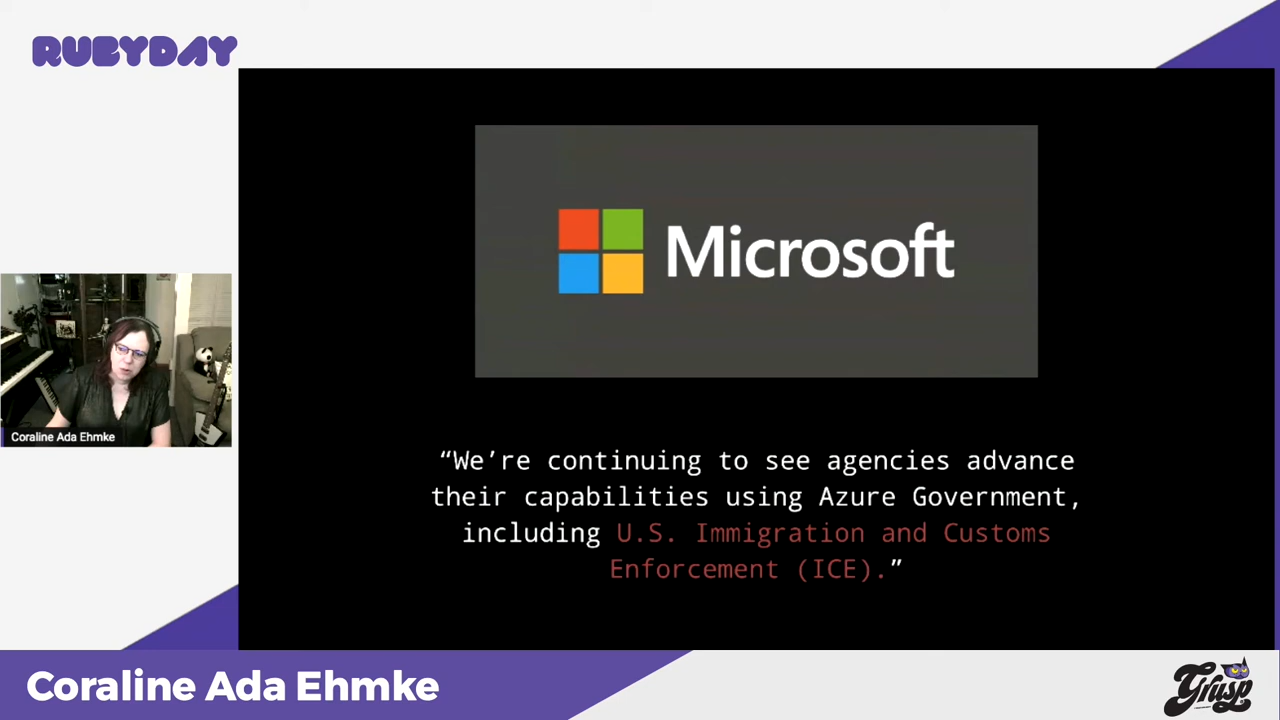 RUBYDAY
Microsoft
“We’re continuing to see agencies advance
their capabilities using Azure Government,
including U.S. Immigration and Customs
Enforcement (ICE).”
Coraline Ada Ehmke
Coraline Ada Ehmke
Grusp